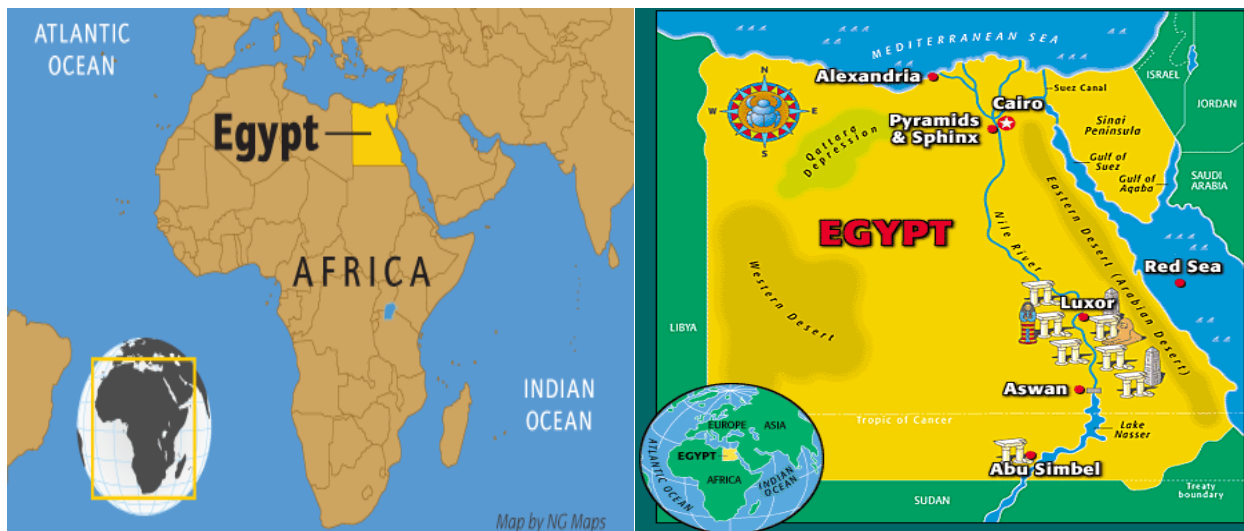 ATLANTIC
OCEAN
Egypt
AFRICA
INDIAN
OCEAN
Map by NG Maps
MEDITERRANEAN SEA
Alexandria
N
W
E
S
Qattara
Depression
Cairo
Pyramids
& Sphinx
Suez Canal
ISRAEL
JORDAN
Sinai
Peninsula
Gulf of
Suez
Gulf of
Aqaba
SAUDI
ARABIA
EGYPT
Nile River
Eastern Desert (Arabian Desert)
Red Sea
Western Desert
LIBYA
Luxor
Aswan
Tropic of Cancer
Lake
Nasser
Abu Simbel
SUDAN
Treaty
boundary
EUROPE
ASIA
EGYPT
AFRICA
ATLANTIC OCEAN
INDIAN
OCEAN